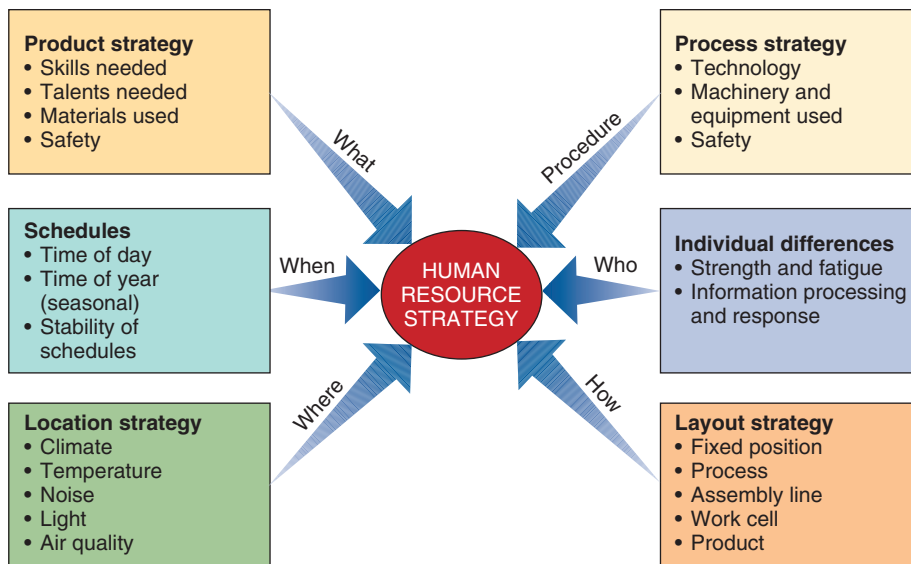 Product strategy
• Skills needed
• Talents needed
• Materials used
• Safety
What
Process strategy
• Technology
• Machinery and
equipment used
• Safety
Procedure
Schedules
• Time of day
• Time of year
(seasonal)
• Stability of
schedules
When
HUMAN
RESOURCE
STRATEGY
Who
Individual differences
• Strength and fatigue
• Information processing
and response
Location strategy
• Climate
• Temperature
• Noise
• Light
• Air quality
Where
How
Layout strategy
• Fixed position
• Process
• Assembly line
• Work cell
• Product